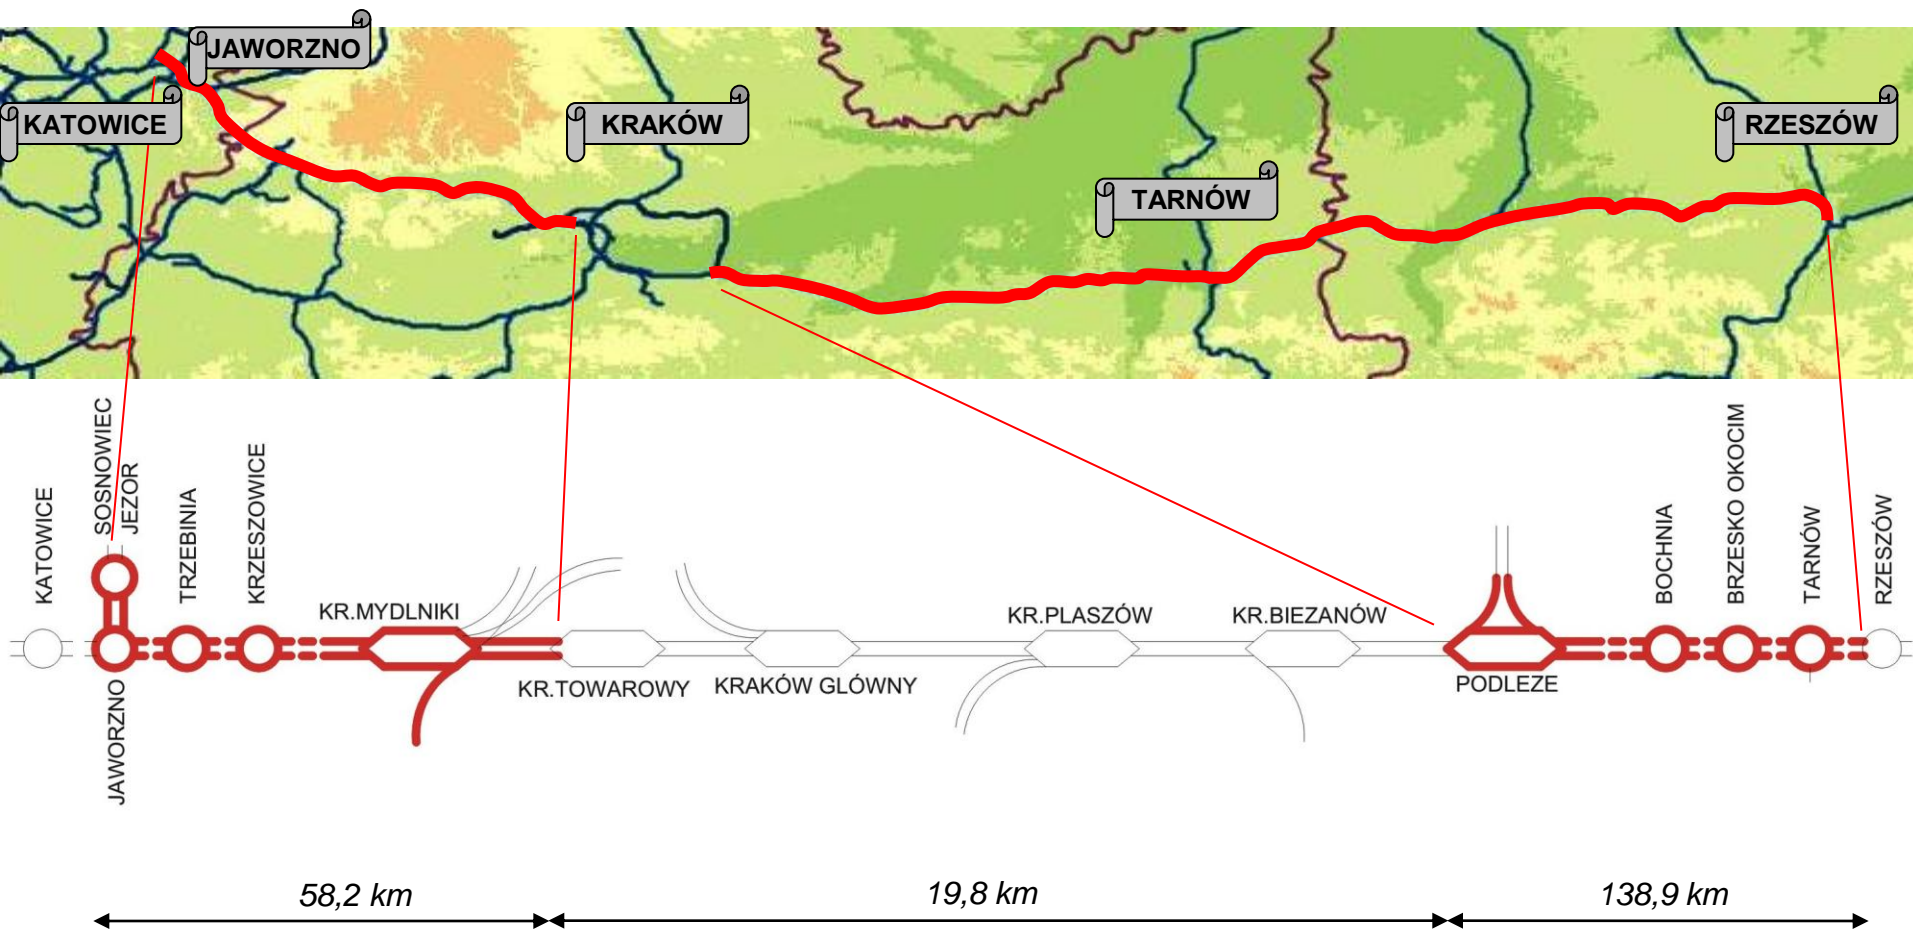 JAWORZNO
KATOWICE
KRAKÓW
RZESZÓW
TARNÓW
KATOWICE
SOSNOWIEC
JEZOR
TRZEBINIA
KRZESZOWICE
KR.MYDLNIKI
KR.PLASZÓW
KR.BIEZANÓW
BOCHNIA
BRZESKO OKOCIM
TARNÓW
RZESZÓW
JAWORZNO
KR.TOWAROWY
KRAKÓW GLÓWNY
PODLEZE
58,2 km
19,8 km
138,9 km